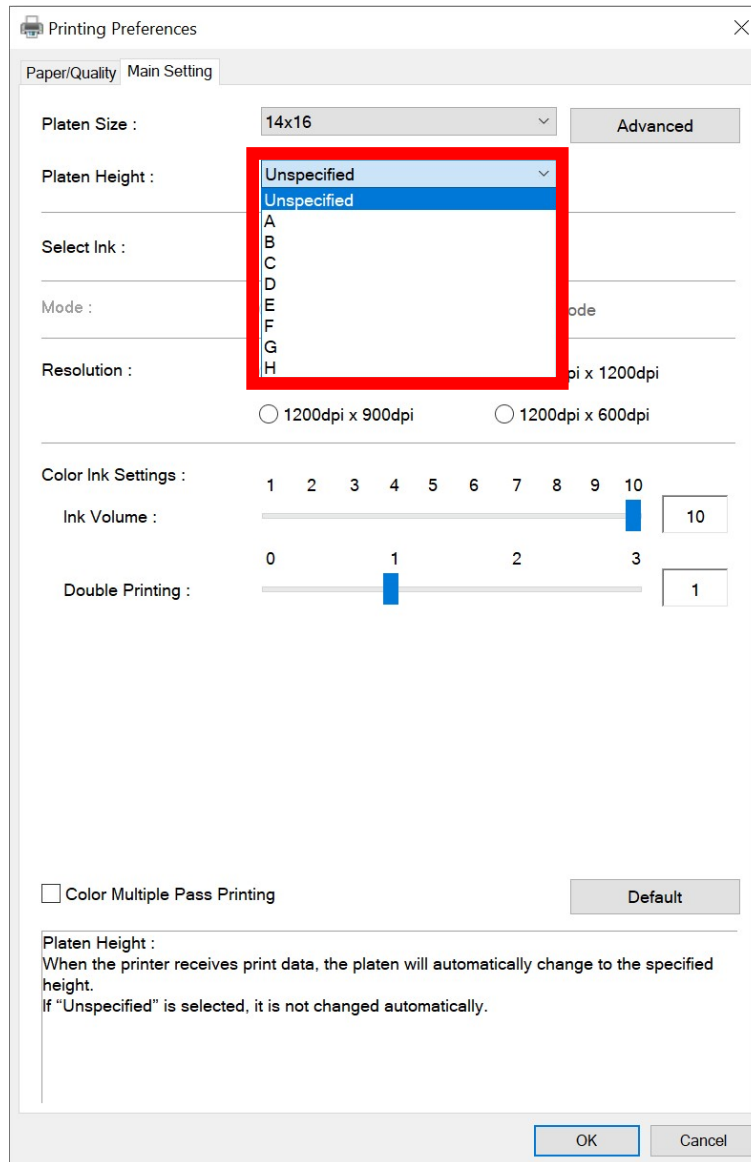 Printing Preferences
Paper/Quality Main Setting
Platen Size : 14x16 Advanced
Platen Height : Unspecified
Unspecified
A
B
C
D
E
F
G
H
Select Ink :
Mode : ode
Resolution : pi x 1200dpi
1200dpi x 900dpi 1200dpi x 600dpi
Color Ink Settings : 1 2 3 4 5 6 7 8 9 10
Ink Volume : 10
0 1 2 3
Double Printing : 1
Color Multiple Pass Printing Default
Platen Height :
When the printer receives print data, the platen will automatically change to the specified
height.
If “Unspecified” is selected, it is not changed automatically.
OK Cancel